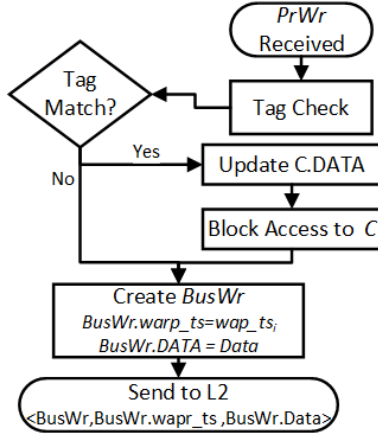 PrWr
Received
Tag Check
Tag
Match?
Yes
No
Update C.DATA
Block Access to C
Create BusWr
BusWr.warp_ts=wap_tsᵢ
BusWr.DATA = Data
Send to L2
<BusWr,BusWr.wapr_ts ,BusWr.Data>